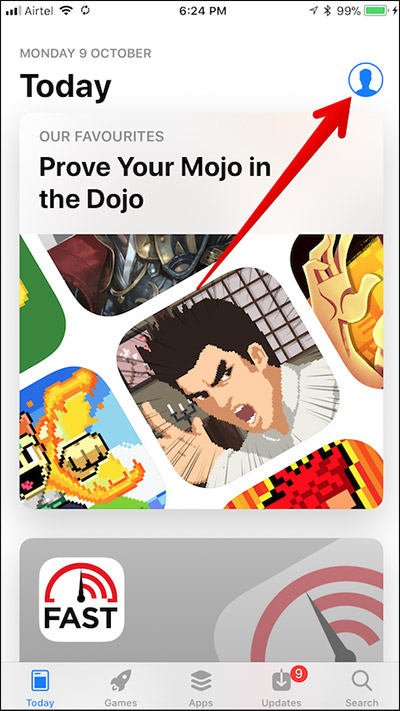 Airtel 6:24 PM 99%
MONDAY 9 OCTOBER
Today
OUR FAVOURITES
Prove Your Mojo in
the Dojo
FAST
9
Today Games Apps Updates Search